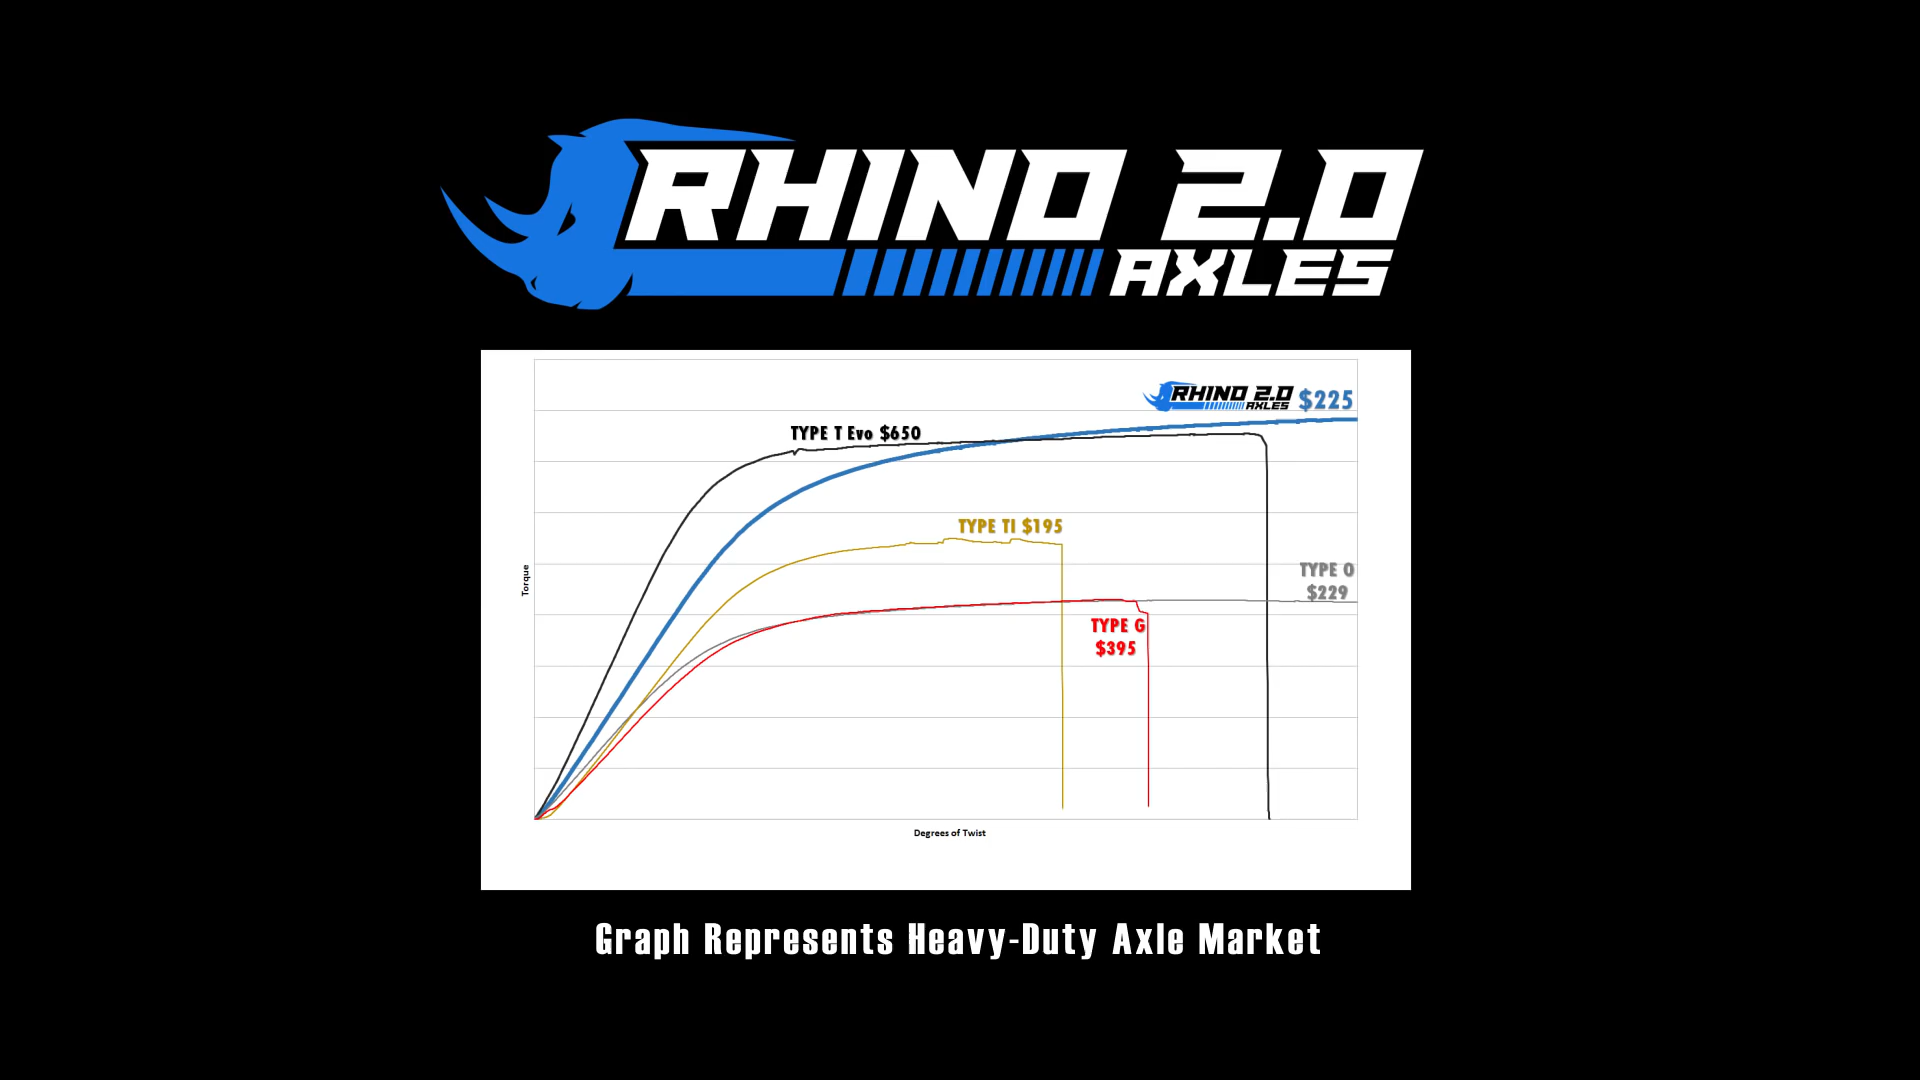 RHINO 2.0
AXLES
RHINO 2.0
AXLES
$225
TYPE T Evo $650
TYPE TI $195
TYPE O
$229
TYPE G
$395
Torque
Degrees of Twist
Graph Represents Heavy-Duty Axle Market